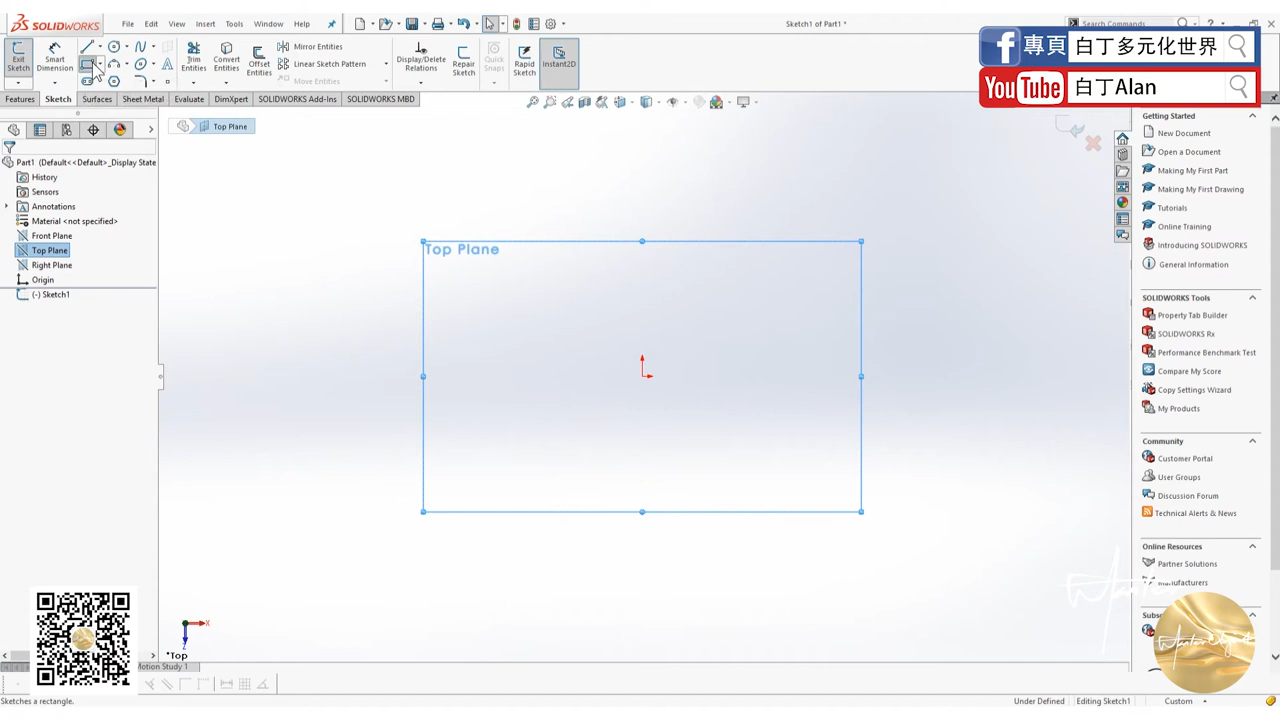 SOLIDWORKS
File
Edit
View
Insert
Tools
Window
Help
Sketch1 of Part1 *
Search Commands
專頁
白丁多元化世界
YouTube
白丁Alan
Exit Sketch
Smart Dimension
Trim Entities
Convert Entities
Offset Entities
Mirror Entities
Linear Sketch Pattern
Move Entities
Display/Delete Relations
Repair Sketch
Quick Snaps
Rapid Sketch
Instant2D
Features
Sketch
Surfaces
Sheet Metal
Evaluate
DimXpert
SOLIDWORKS Add-Ins
SOLIDWORKS MBD
Top Plane
Part1 (Default<<Default>_Display State
History
Sensors
Annotations
Material <not specified>
Front Plane
Top Plane
Right Plane
Origin
(-) Sketch1
Top Plane
X
Z
*Top
Getting Started
New Document
Open a Document
Making My First Part
Making My First Drawing
Tutorials
Online Training
Introducing SOLIDWORKS
General Information
SOLIDWORKS Tools
Property Tab Builder
SOLIDWORKS Rx
Performance Benchmark Test
Compare My Score
Copy Settings Wizard
My Products
Community
Customer Portal
User Groups
Discussion Forum
Technical Alerts & News
Online Resources
Partner Solutions
Manufacturers
Motion Study 1
Sketches a rectangle.
Under Defined
Editing Sketch1
Custom